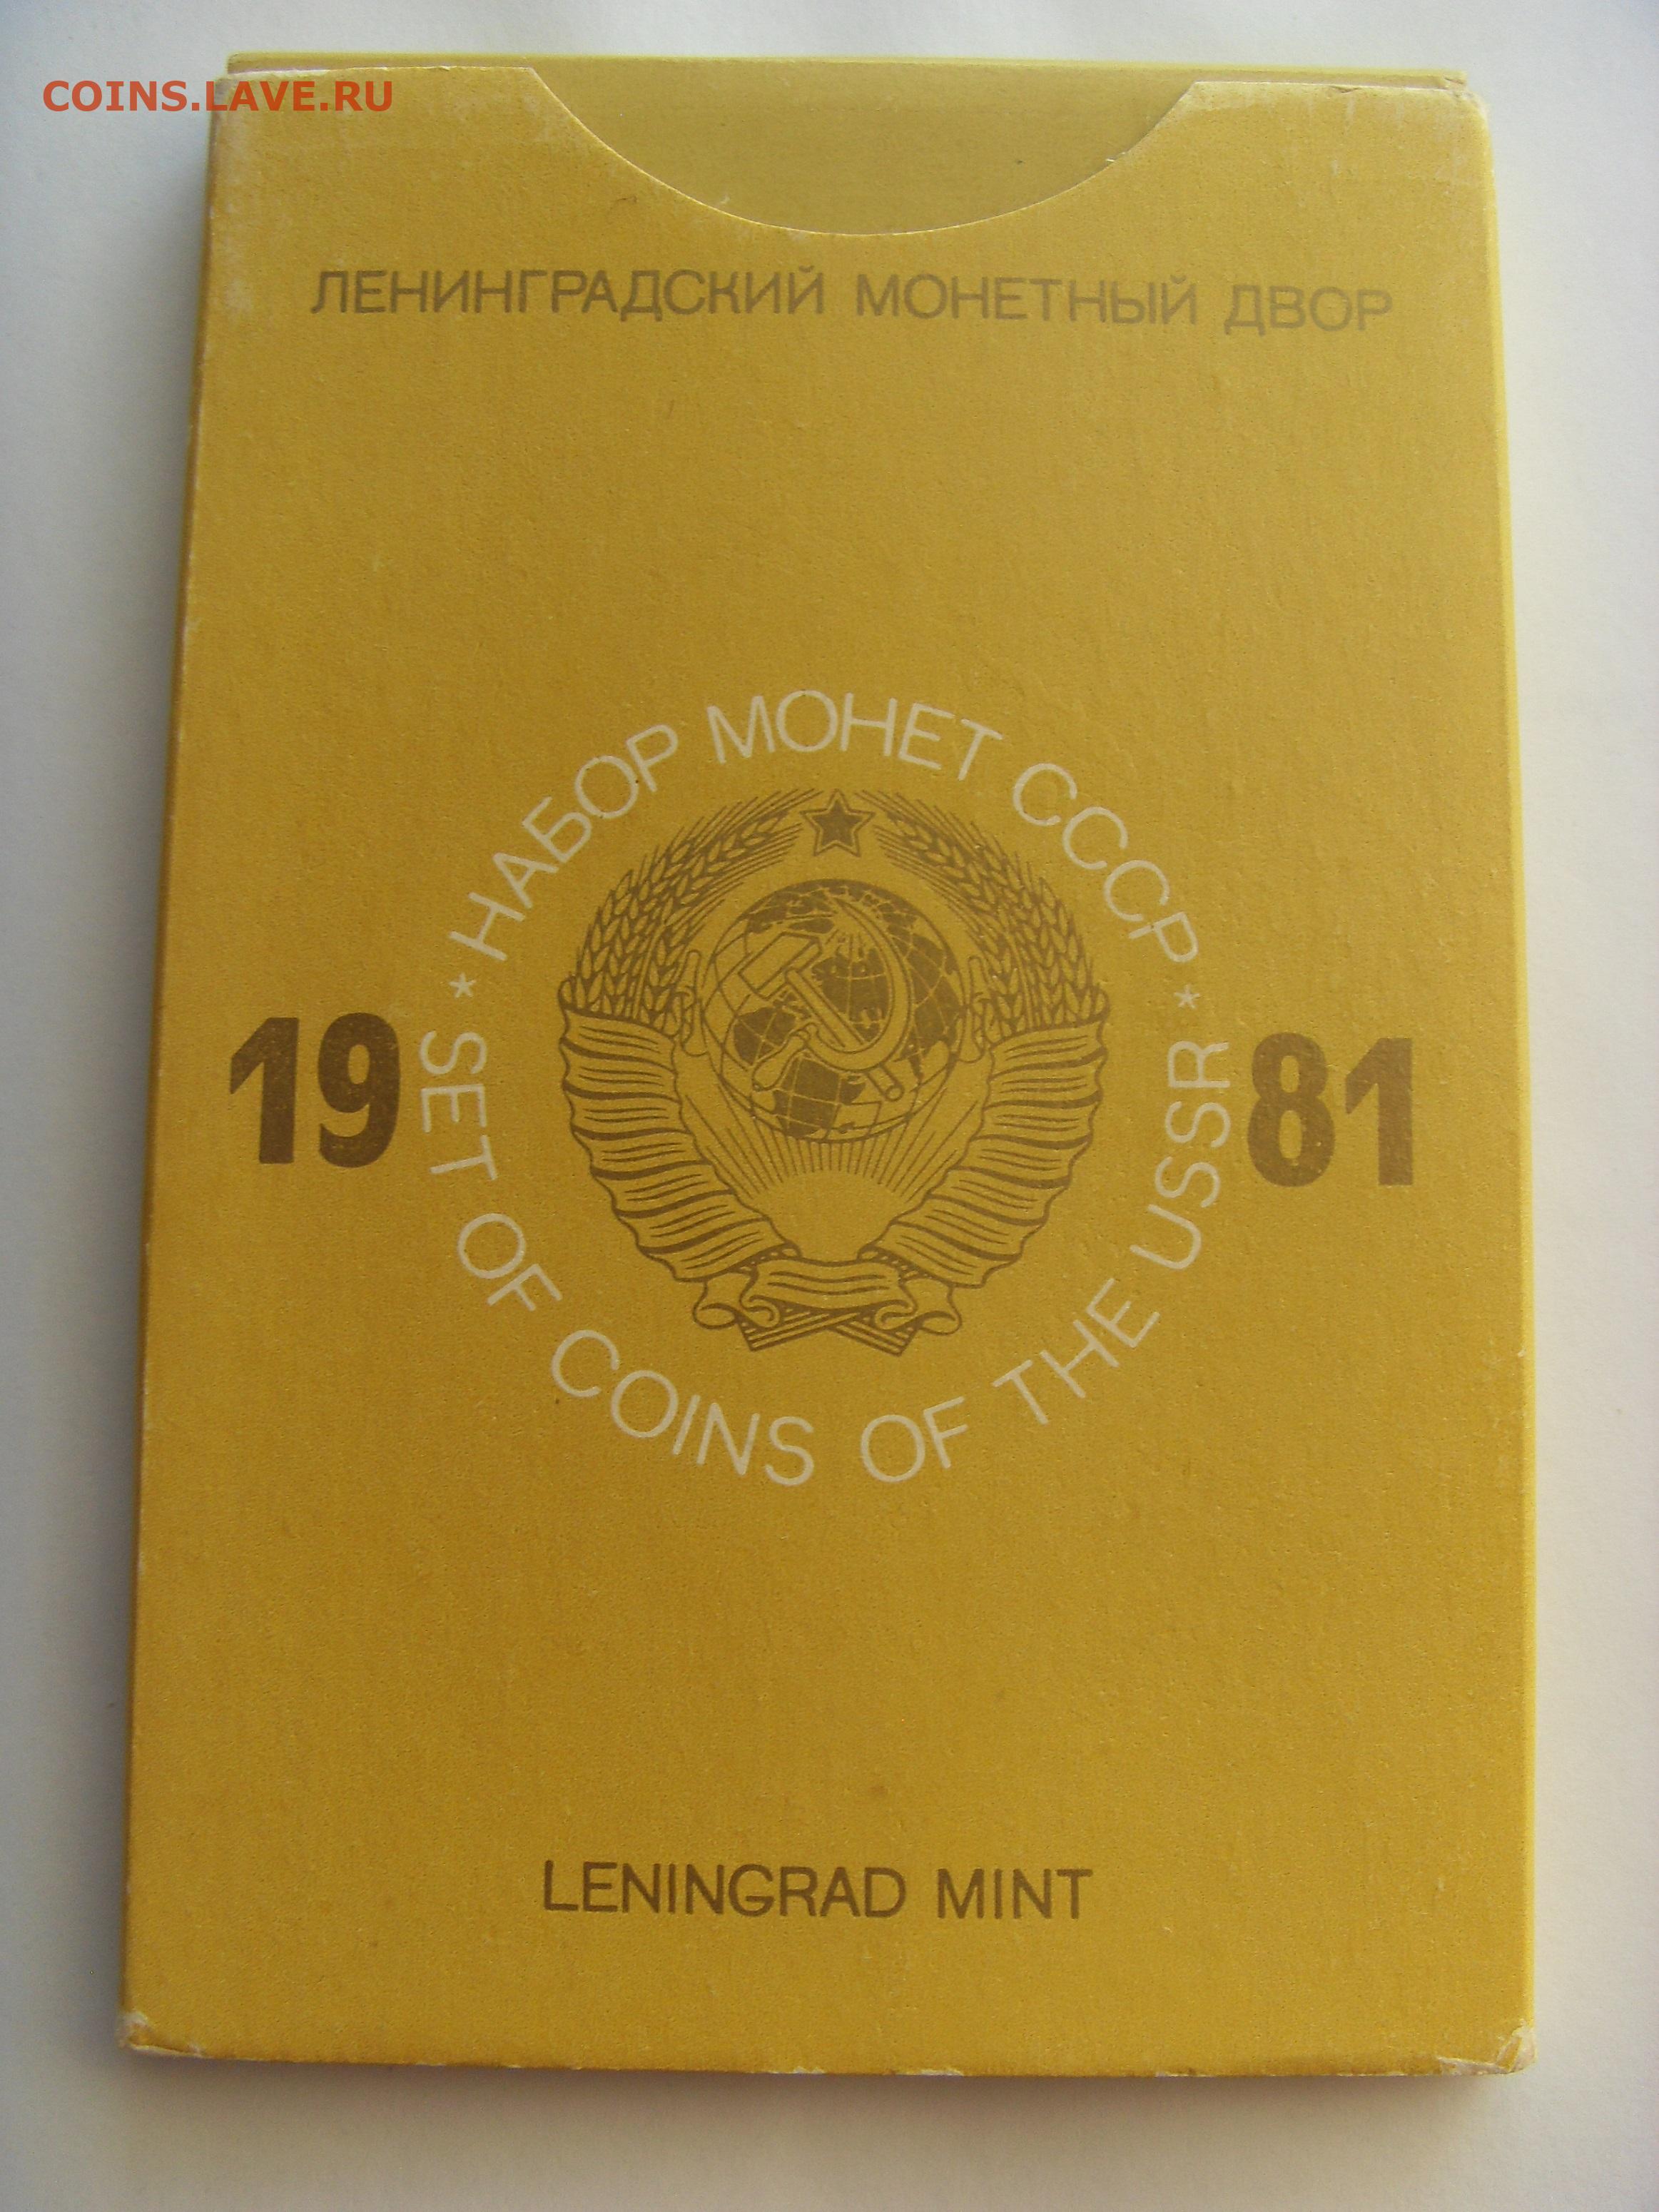 COINS.LAVE.RU
ЛЕНИНГРАДСКИЙ МОНЕТНЫЙ ДВОР
* НАБОР МОНЕТ СССР *
19 81
SET OF COINS OF THE USSR
LENINGRAD MINT